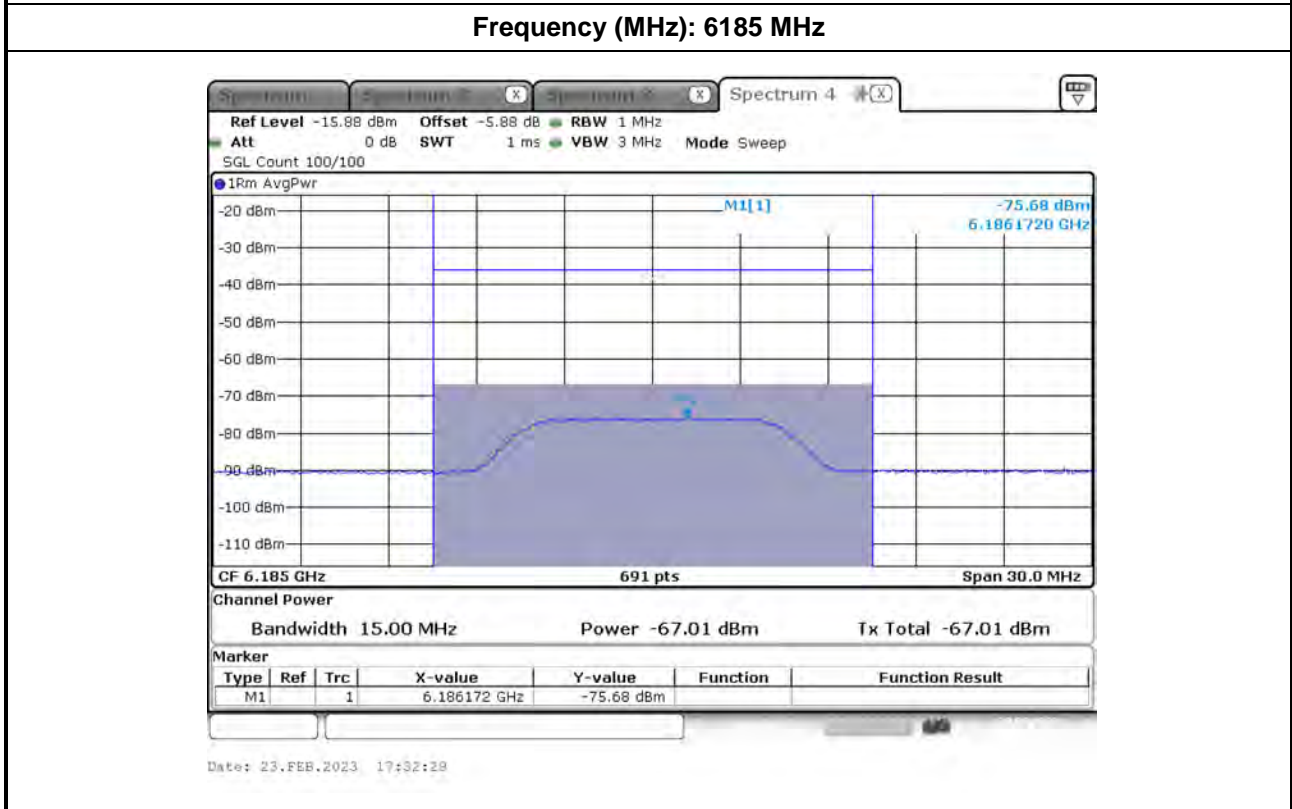 Frequency (MHz): 6185 MHz
Spectrum 4
Ref Level -15.88 dBm Offset -5.88 dB RBW 1 MHz
Att 0 dB SWT 1 ms VBW 3 MHz Mode Sweep
SGL Count 100/100
1Rm AvgPwr
M1[1] -75.68 dBm
6.1861720 GHz
-20 dBm
-30 dBm
-40 dBm
-50 dBm
-60 dBm
-70 dBm
-80 dBm
-90 dBm
-100 dBm
-110 dBm
CF 6.185 GHz 691 pts Span 30.0 MHz
Channel Power
Bandwidth 15.00 MHz Power -67.01 dBm Tx Total -67.01 dBm
Marker
Type Ref Trc X-value Y-value Function Function Result
M1 1 6.186172 GHz -75.68 dBm
Date: 23.FEB.2023 17:32:29